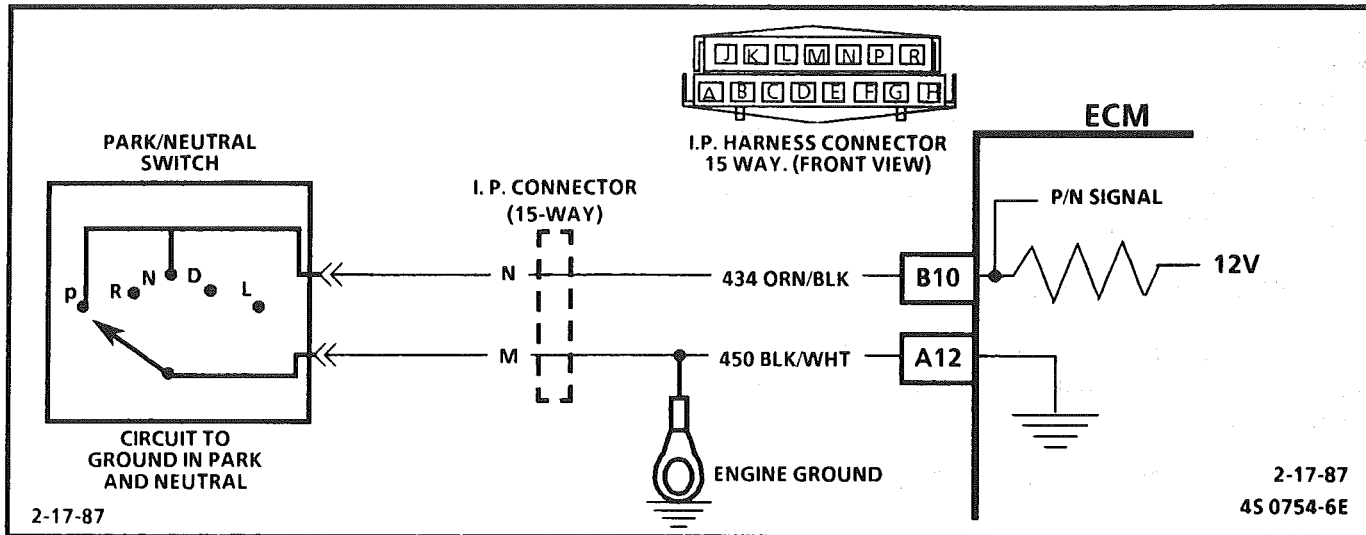 J K L M N P R
A B C D E F G H
I.P. HARNESS CONNECTOR
15 WAY. (FRONT VIEW)
ECM
PARK/NEUTRAL
SWITCH
I. P. CONNECTOR
(15-WAY)
P/N SIGNAL
P R N D L
N
434 ORN/BLK
B10
12V
M
450 BLK/WHT
A12
CIRCUIT TO
GROUND IN PARK
AND NEUTRAL
ENGINE GROUND
2-17-87
2-17-87
4S 0754-6E